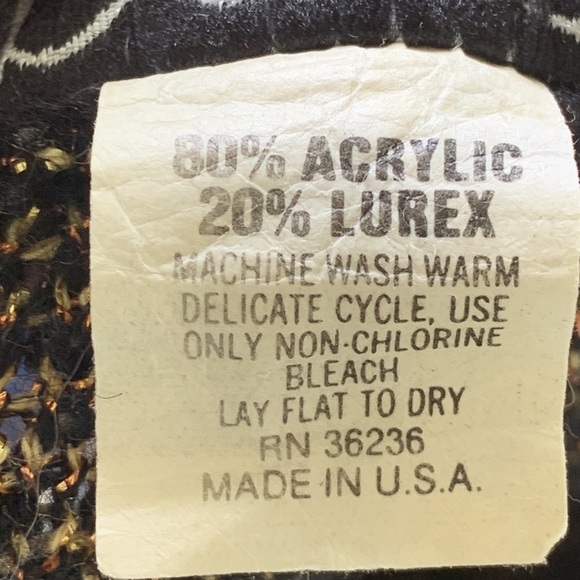 80% ACRYLIC
20% LUREX
MACHINE WASH WARM
DELICATE CYCLE, USE
ONLY NON-CHLORINE
BLEACH
LAY FLAT TO DRY
RN 36236
MADE IN U.S.A.